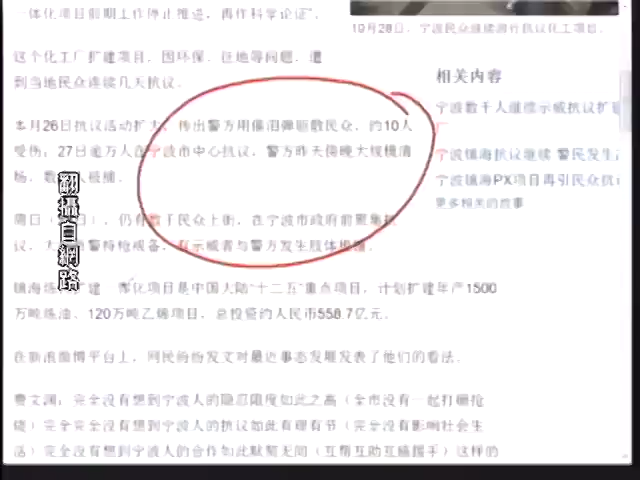 一体化项目前期工作停止推进，再作科学论证"。
10月28日，宁波民众继续游行抗议化工项目。
这个化工厂扩建项目，因环保、征地等问题，遭
到当地民众连续几天抗议。
相关内容
宁波数千人继续示威抗议扩建
宁波镇海抗议继续 警民发生
宁波镇海PX项目再引民众抗议
更多相关的故事
本月26日抗议活动扩大，传出警方用催泪弹驱散民众，约10人
受伤；27日逾万人在宁波市中心抗议，警方昨天傍晚大规模清
场，数 人被捕。
周日 ，仍有数千民众上街，在宁波市政府前聚集抗
议，大 警特枪戒备，有示威者与警方发生肢体
镇海炼 扩建 炼化项目是中国大陆"十二五"重点项目，计划扩建年产1500
万吨炼油、120万吨乙烯项目，总投资约人民币558.7亿元。
在新浪微博平台上，网民纷纷发文对最近事态发展发表了他们的看法。
费文渊：完全没有想到宁波人的隐忍限度如此之高（全市没有一起打砸抢
烧）完全没有想到宁波人的抗议如此有理有节（完全没有影响社会生
活）完全没有想到宁波人的合作如此默契无间（互帮互助互搞围手）这样的
翻攝自網路